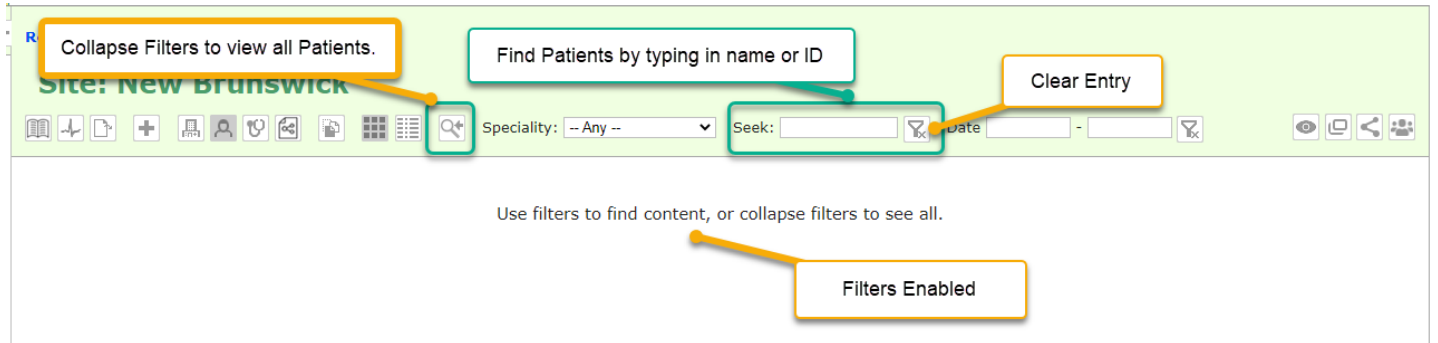 Collapse Filters to view all Patients.
Find Patients by typing in name or ID
Clear Entry
Site: New Brunswick
Speciality: -- Any -- Seek: Date -
Use filters to find content, or collapse filters to see all.
Filters Enabled